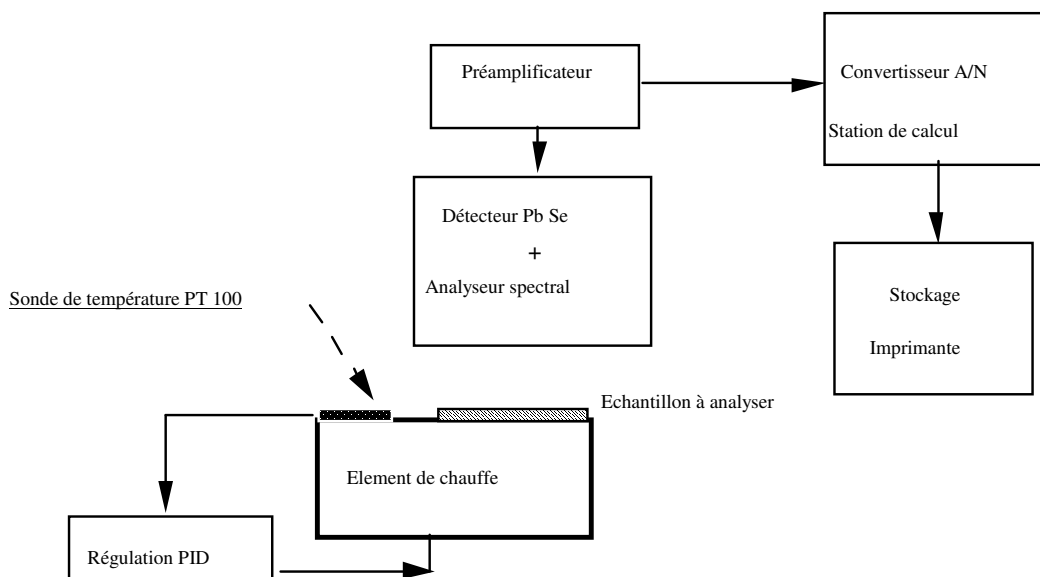 Préamplificateur
Convertisseur A/N
Station de calcul
Détecteur Pb Se
+
Analyseur spectral
Sonde de température PT 100
Stockage
Imprimante
Echantillon à analyser
Element de chauffe
Régulation PID